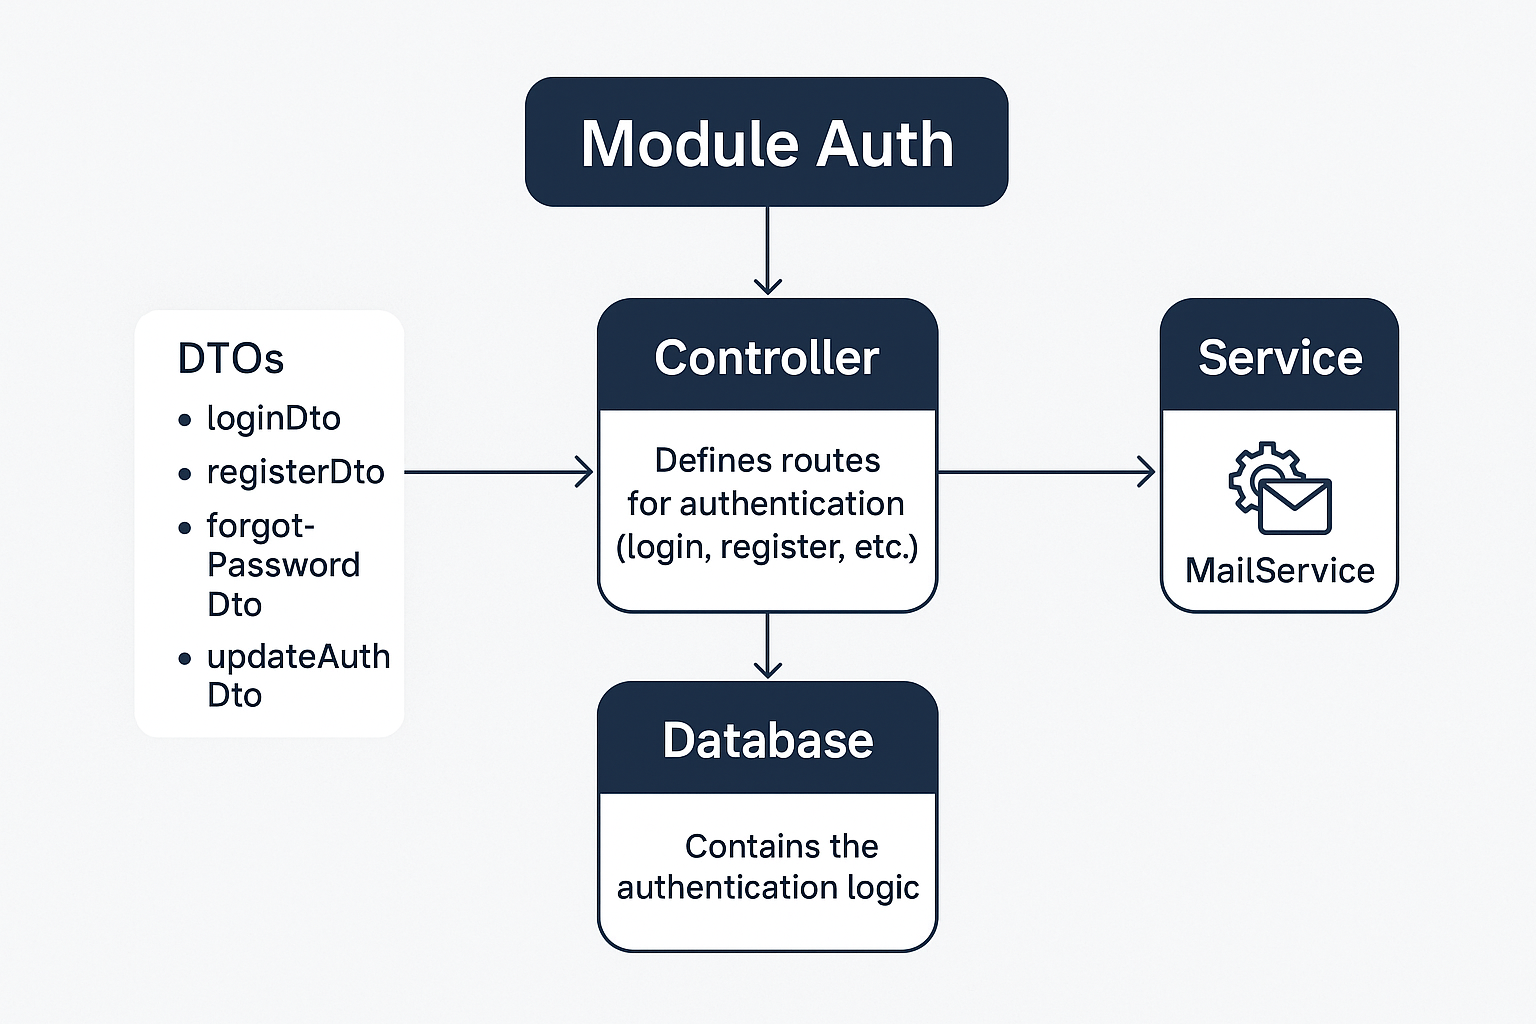 Module Auth
DTOs
• loginDto
• registerDto
• forgot-
Password
Dto
• updateAuth
Dto
Controller
Defines routes
for authentication
(login, register, etc.)
Service
MailService
Database
Contains the
authentication logic